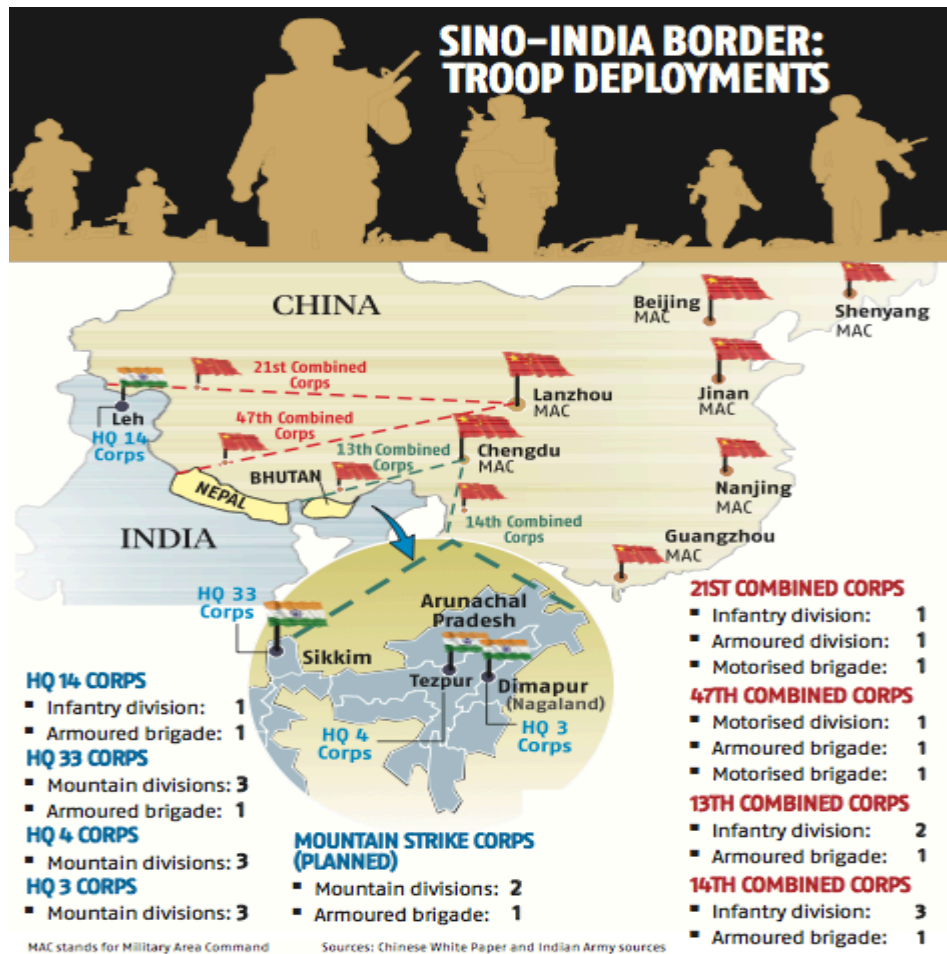 SINO-INDIA BORDER:
TROOP DEPLOYMENTS
CHINA
Beijing
MAC
Shenyang
MAC
21st Combined
Corps
Lanzhou
MAC
Jinan
MAC
Leh
HQ 14
Corps
47th Combined
Corps
13th Combined
Corps
Chengdu
MAC
BHUTAN
NEPAL
Nanjing
MAC
INDIA
14th Combined
Corps
Guangzhou
MAC
HQ 33
Corps
Sikkim
Arunachal
Pradesh
Tezpur
Dimapur
(Nagaland)
HQ 4
Corps
HQ 3
Corps
HQ 14 CORPS
▪ Infantry division: 1
▪ Armoured brigade: 1
HQ 33 CORPS
▪ Mountain divisions: 3
▪ Armoured brigade: 1
HQ 4 CORPS
▪ Mountain divisions: 3
HQ 3 CORPS
▪ Mountain divisions: 3
MOUNTAIN STRIKE CORPS
(PLANNED)
▪ Mountain divisions: 2
▪ Armoured brigade: 1
21ST COMBINED CORPS
▪ Infantry division: 1
▪ Armoured division: 1
▪ Motorised brigade: 1
47TH COMBINED CORPS
▪ Motorised division: 1
▪ Armoured brigade: 1
▪ Motorised brigade: 1
13TH COMBINED CORPS
▪ Infantry division: 2
▪ Armoured brigade: 1
14TH COMBINED CORPS
▪ Infantry division: 3
▪ Armoured brigade: 1
MAC stands for Military Area Command
Sources: Chinese White Paper and Indian Army sources